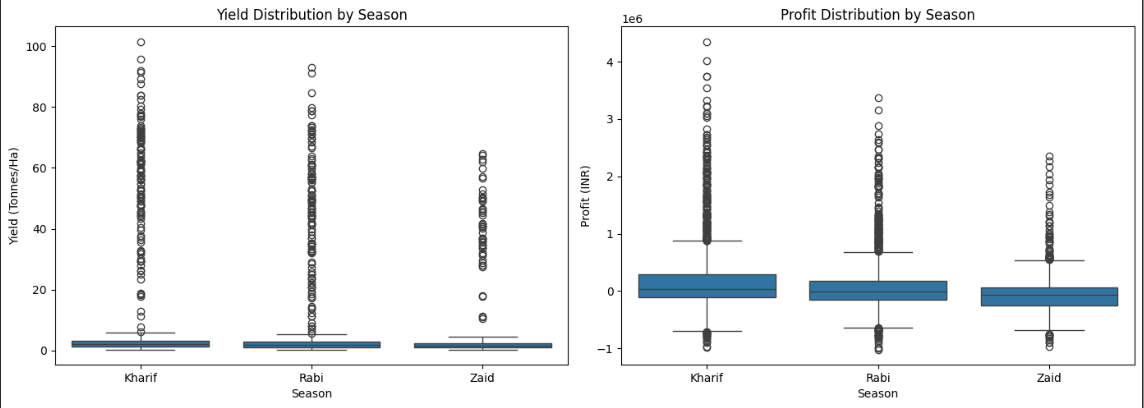 Yield Distribution by Season
Yield (Tonnes/Ha)
100
80
60
40
20
0
Kharif Rabi Zaid
Season
Profit Distribution by Season
1e6
Profit (INR)
4
3
2
1
0
−1
Kharif Rabi Zaid
Season